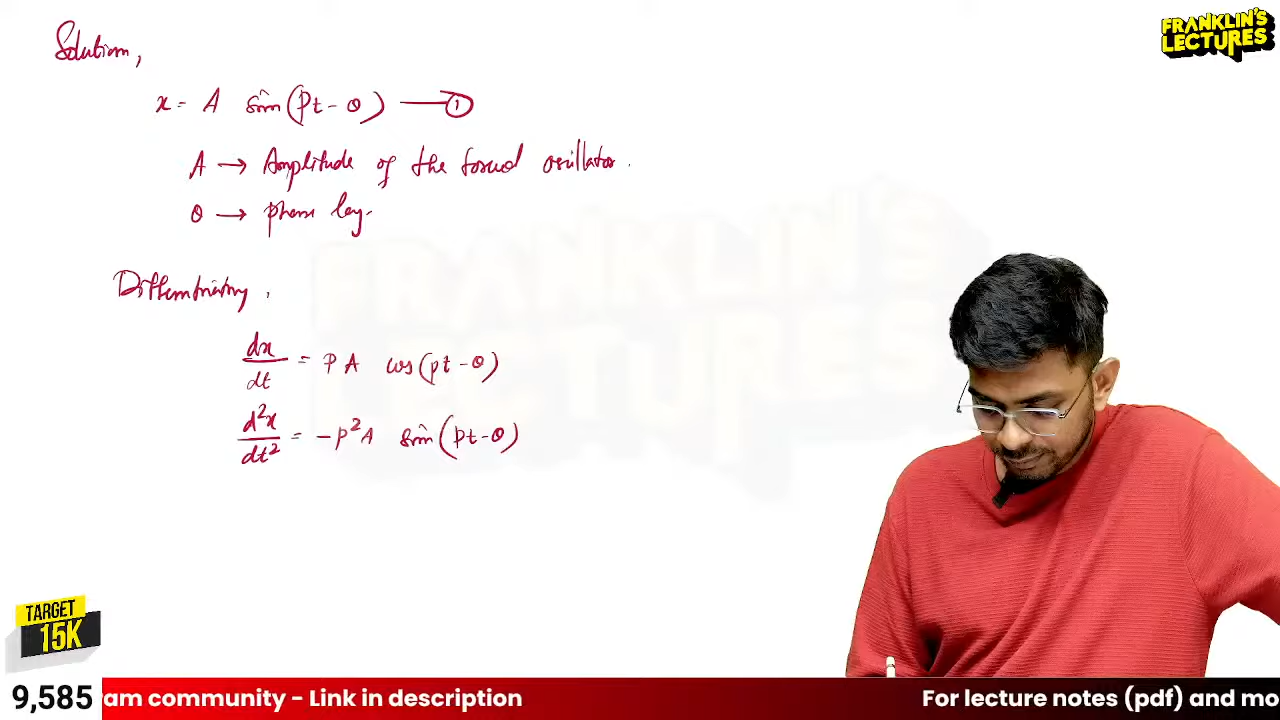 FRANKLIN'S
LECTURES
Solution,
x = A sin(pt - θ) → ①
A → Amplitude of the forced oscillator.
θ → phase lag.
FRANKLIN'S
LECTURES
Differentiating,
dx/dt = pA cos(pt - θ)
d²x/dt² = -p²A sin(pt - θ)
TARGET
15K
9,585
am community - Link in description
For lecture notes (pdf) and mo